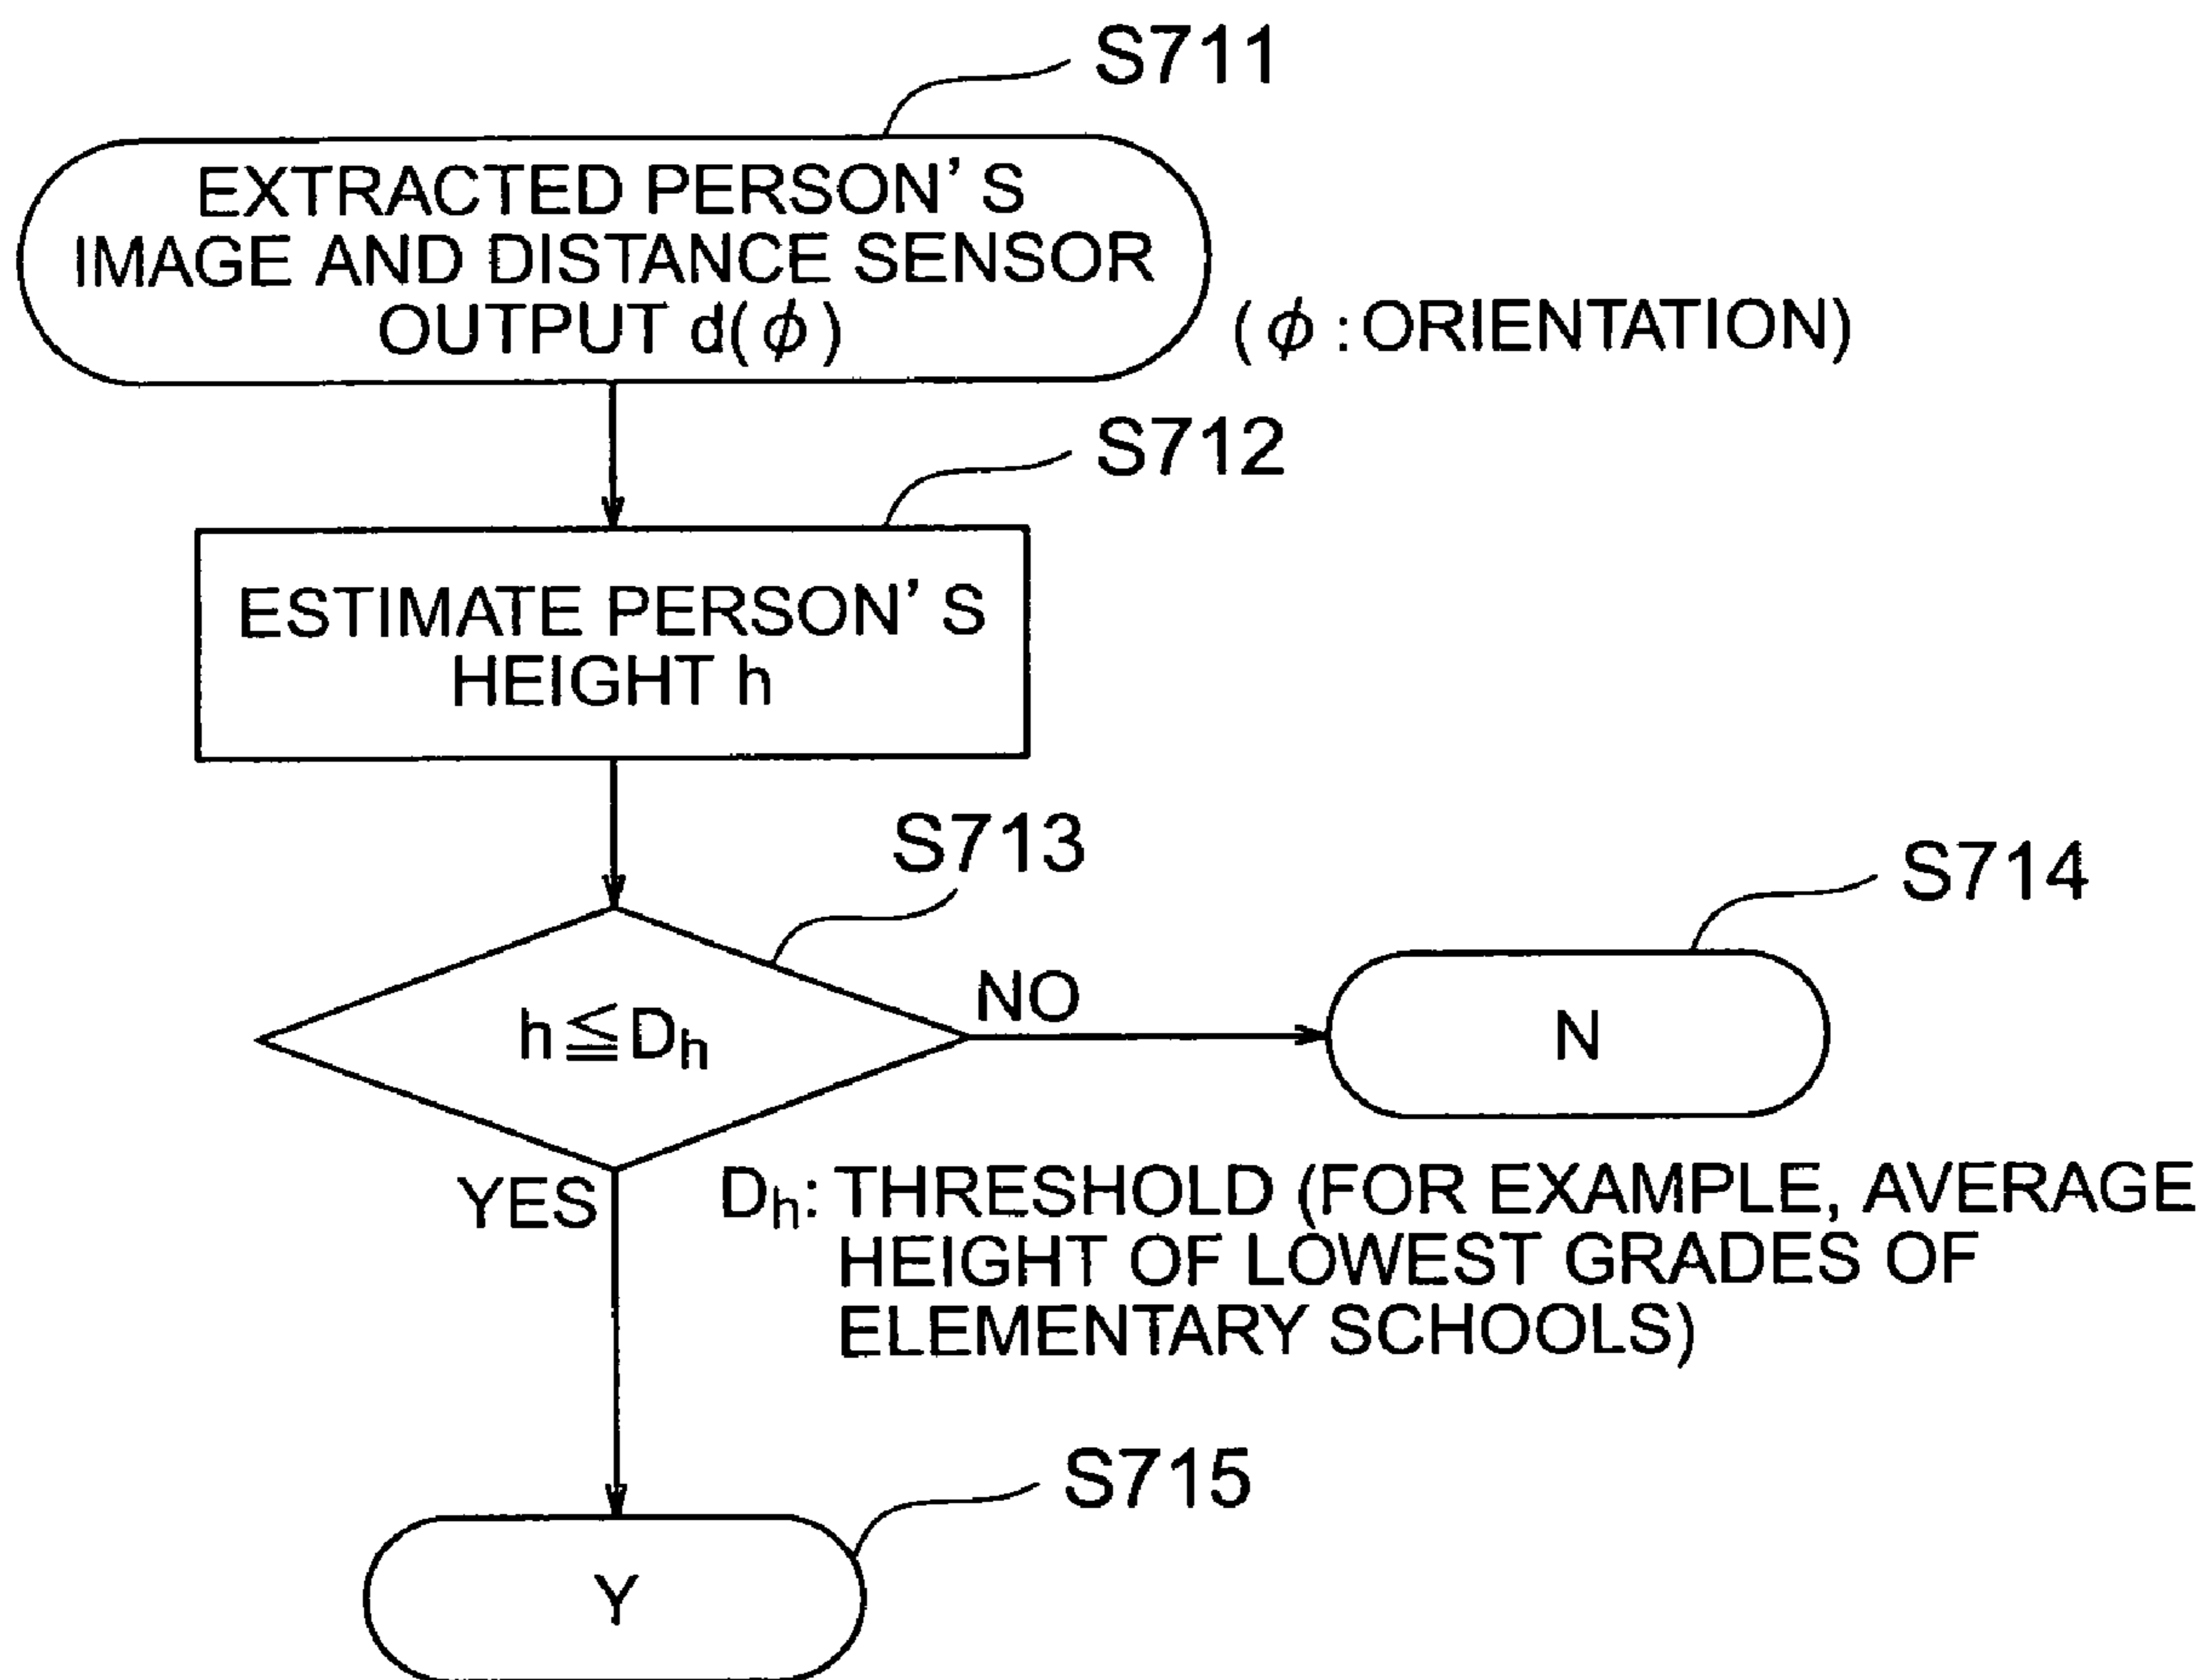 S711
EXTRACTED PERSON'S
IMAGE AND DISTANCE SENSOR
OUTPUT d(ϕ)
(ϕ:ORIENTATION)
S712
ESTIMATE PERSON'S
HEIGHT h
S713
S714
h≦Dh
NO
N
YES
Dh: THRESHOLD (FOR EXAMPLE, AVERAGE
HEIGHT OF LOWEST GRADES OF
ELEMENTARY SCHOOLS)
S715
Y